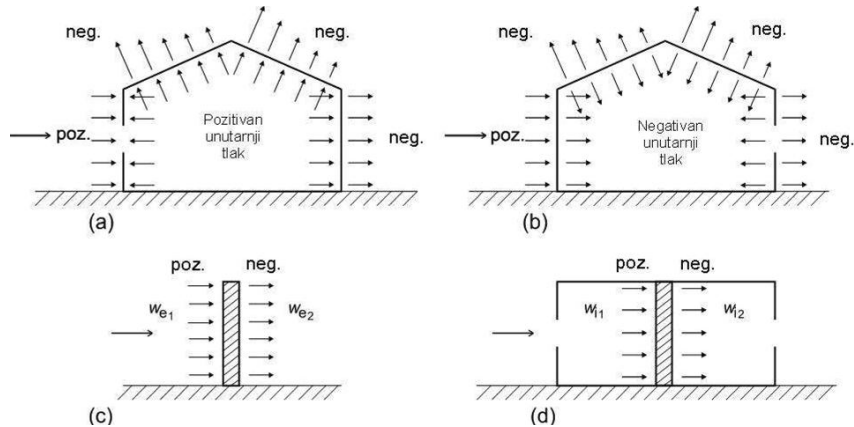 neg.
neg.
poz.
Pozitivan
unutarnji
tlak
neg.
(a)
neg.
neg.
poz.
Negativan
unutarnji
tlak
neg.
(b)
poz. neg.
we1 we2
(c)
poz. neg.
wi1 wi2
(d)